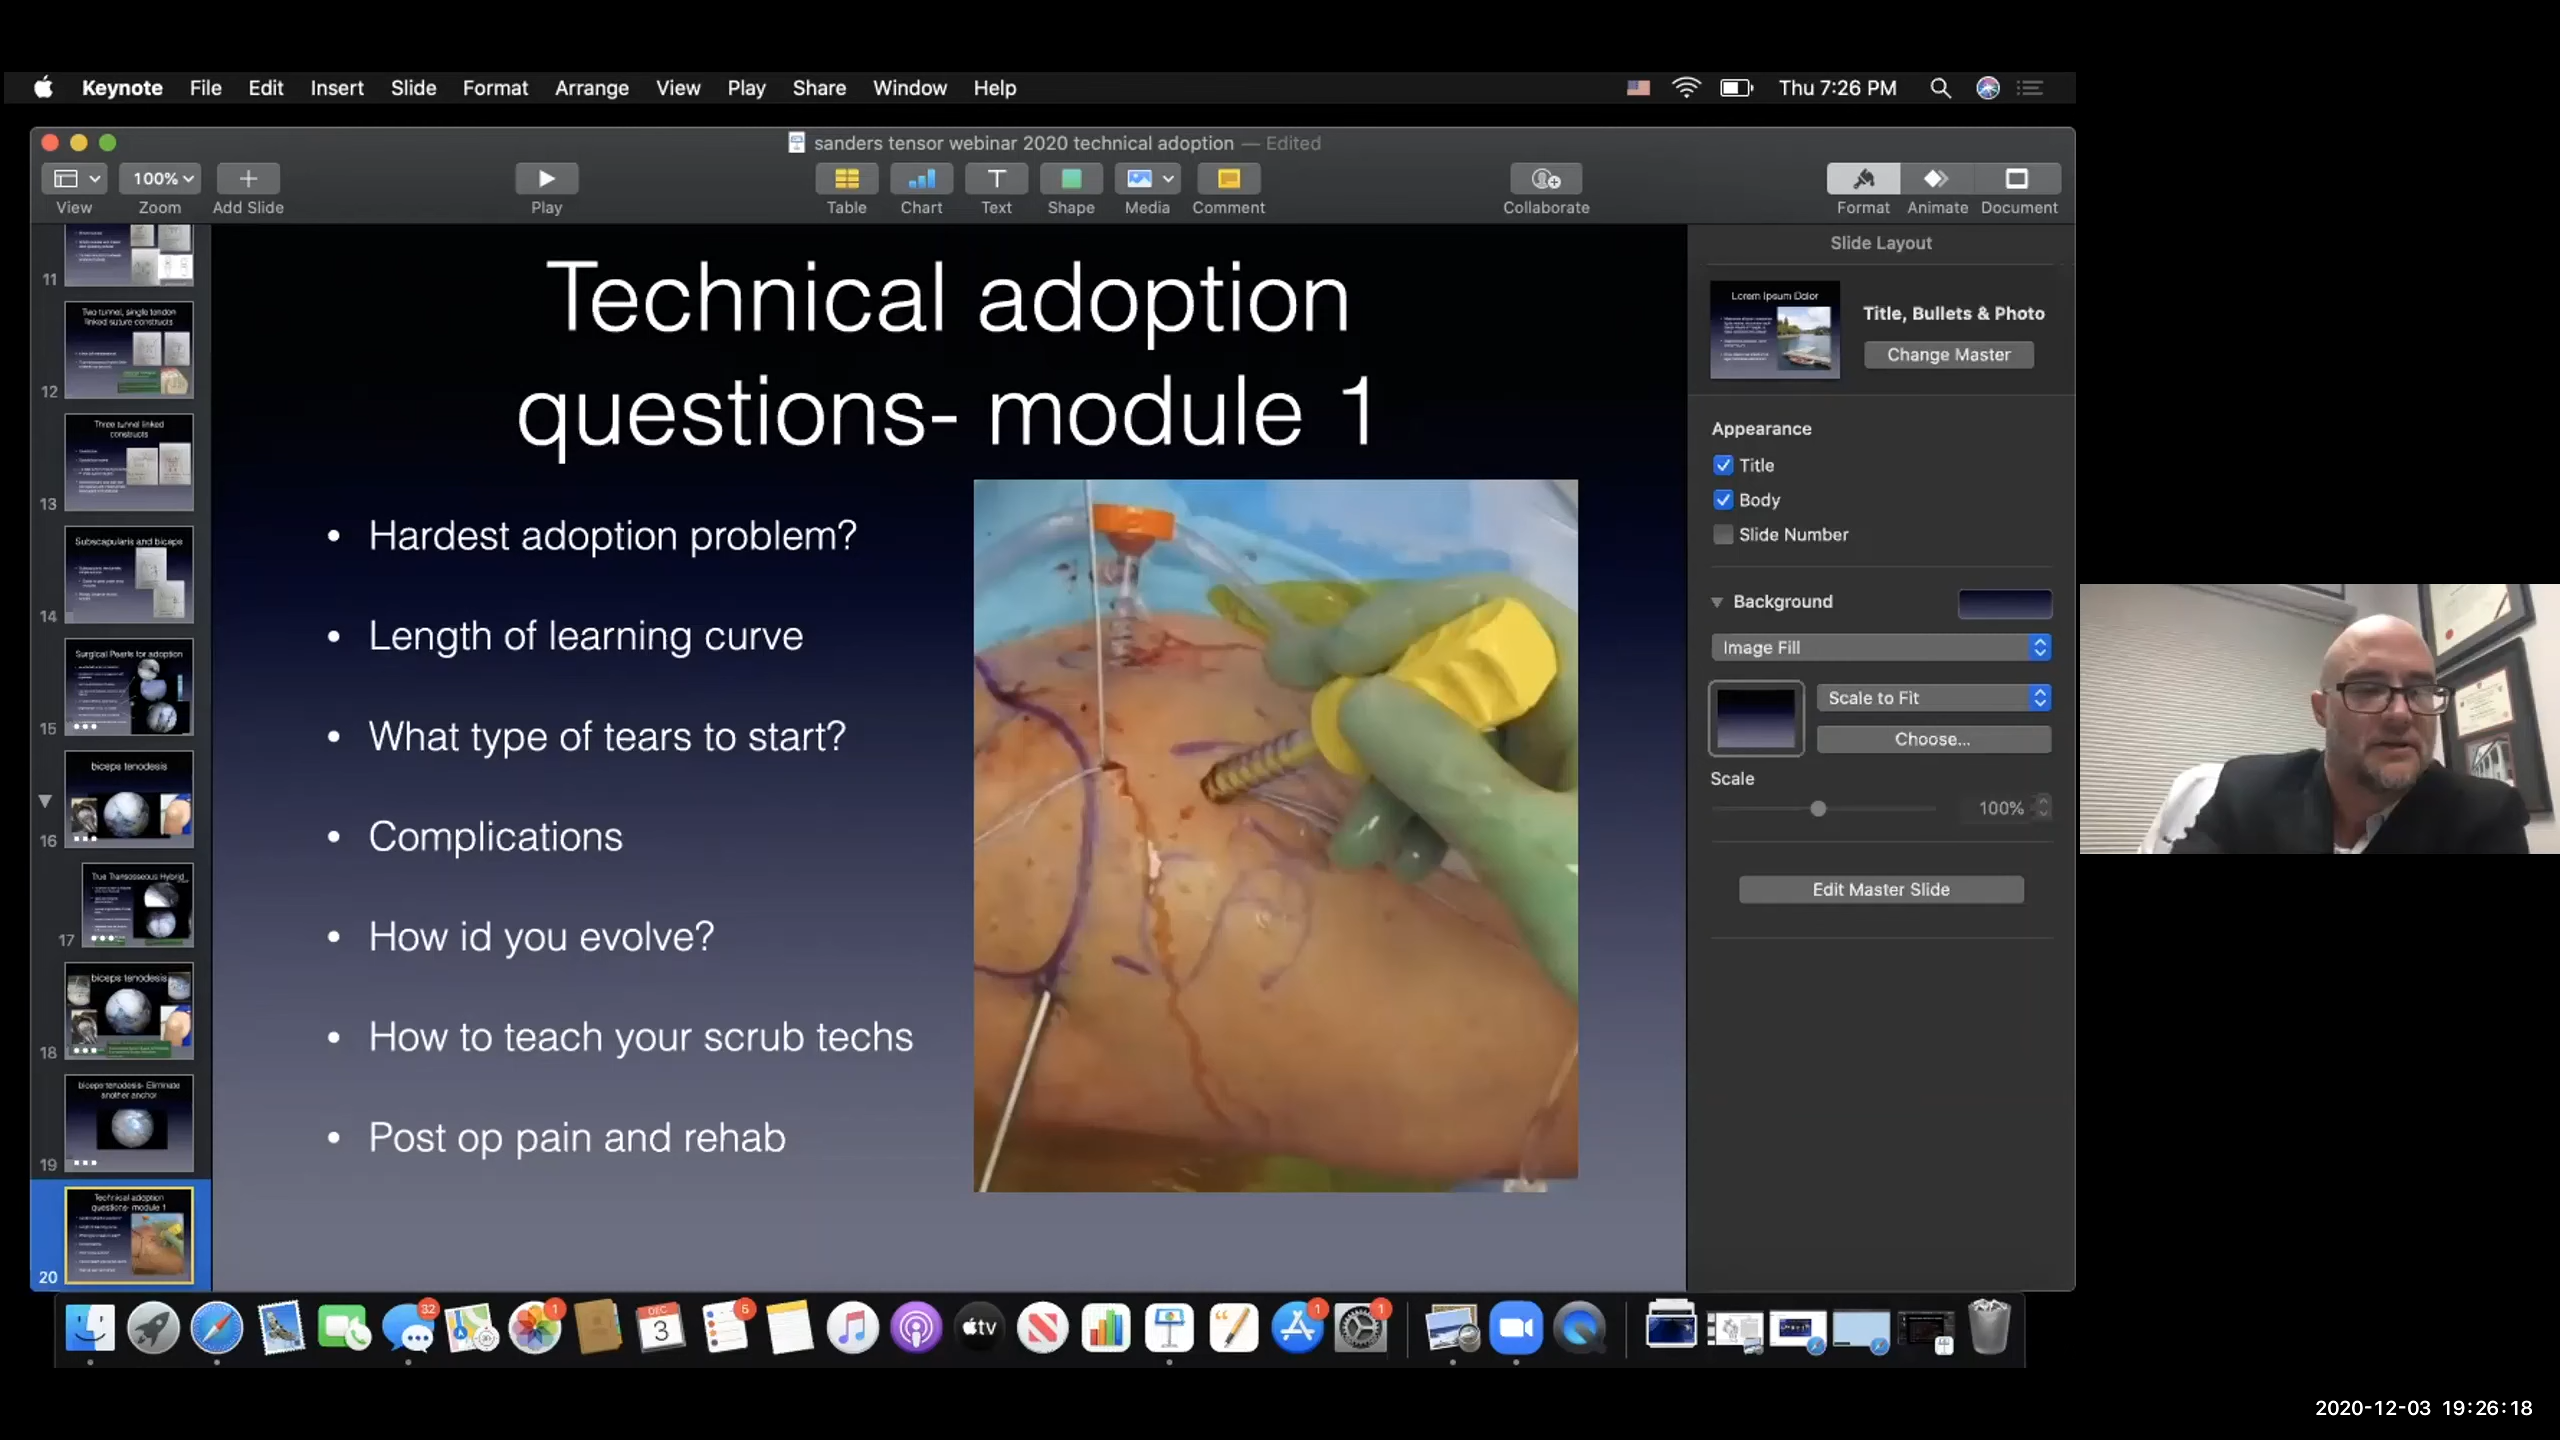 Keynote File Edit Insert Slide Format Arrange View Play Share Window Help Thu 7:26 PM
sanders tensor webinar 2020 technical adoption — Edited
100%
View Zoom Add Slide Play Table Chart Text Shape Media Comment Collaborate Format Animate Document
11
Two tunnel, single tendon
linked suture constructs
12
Three tunnel linked
constructs
13
Subscapularis and biceps
14
Surgical Pearls for adoption
15
biceps tenodesis
16
True Transosseous Hybrid
17
biceps tenodesis
18
biceps tenodesis- Eliminate
another anchor
19
Technical adoption
questions- module 1
20
Technical adoption
questions- module 1
• Hardest adoption problem?
• Length of learning curve
• What type of tears to start?
• Complications
• How id you evolve?
• How to teach your scrub techs
• Post op pain and rehab
Slide Layout
Lorem Ipsum Dolor
Title, Bullets & Photo
Change Master
Appearance
Title
Body
Slide Number
Background
Image Fill
Scale to Fit
Choose...
Scale
100%
Edit Master Slide
32
1
DEC
3
6
tv
1
1
2020-12-03 19:26:18